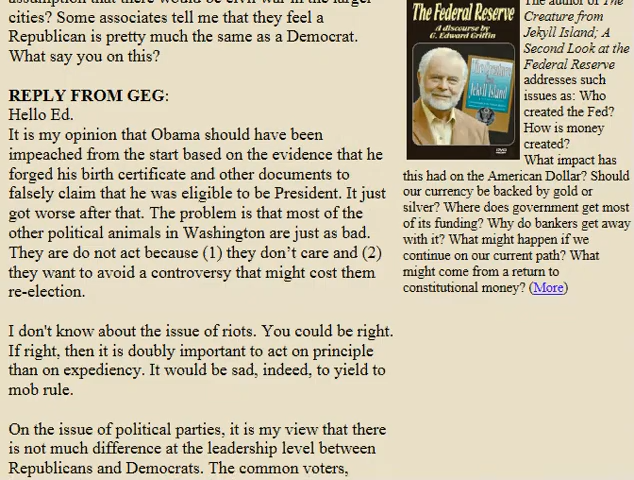 assumption that there would be civil war in the larger
cities? Some associates tell me that they feel a
Republican is pretty much the same as a Democrat.
What say you on this?
REPLY FROM GEG:
Hello Ed.
It is my opinion that Obama should have been
impeached from the start based on the evidence that he
forged his birth certificate and other documents to
falsely claim that he was eligible to be President. It just
got worse after that. The problem is that most of the
other political animals in Washington are just as bad.
They are do not act because (1) they don’t care and (2)
they want to avoid a controversy that might cost them
re-election.
I don't know about the issue of riots. You could be right.
If right, then it is doubly important to act on principle
than on expediency. It would be sad, indeed, to yield to
mob rule.
On the issue of political parties, it is my view that there
is not much difference at the leadership level between
Republicans and Democrats. The common voters,
The Federal Reserve
A discourse by
G. Edward Griffin
DVD
The author of The
Creature from
Jekyll Island; A
Second Look at the
Federal Reserve
addresses such
issues as: Who
created the Fed?
How is money
created?
What impact has
this had on the American Dollar? Should
our currency be backed by gold or
silver? Where does government get most
of its funding? Why do bankers get away
with it? What might happen if we
continue on our current path? What
might come from a return to
constitutional money? (More)